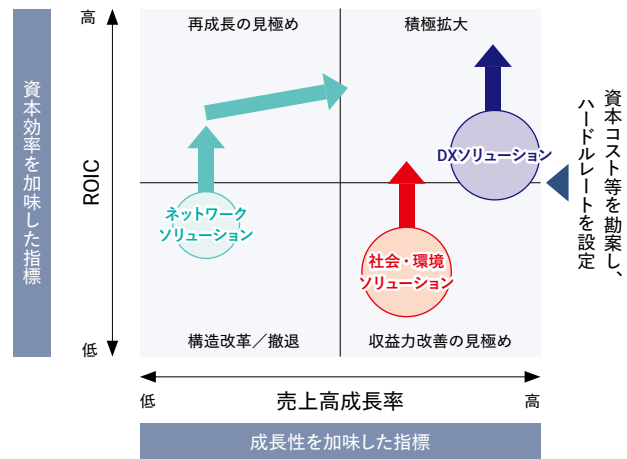 高
再成長の見極め
積極拡大
資本効率を加味した指標
ROIC
DXソリューション
資本コスト等を勘案し、
ハードルレートを設定
ネットワーク
ソリューション
社会・環境
ソリューション
構造改革／撤退
収益力改善の見極め
低
低
売上高成長率
高
成長性を加味した指標